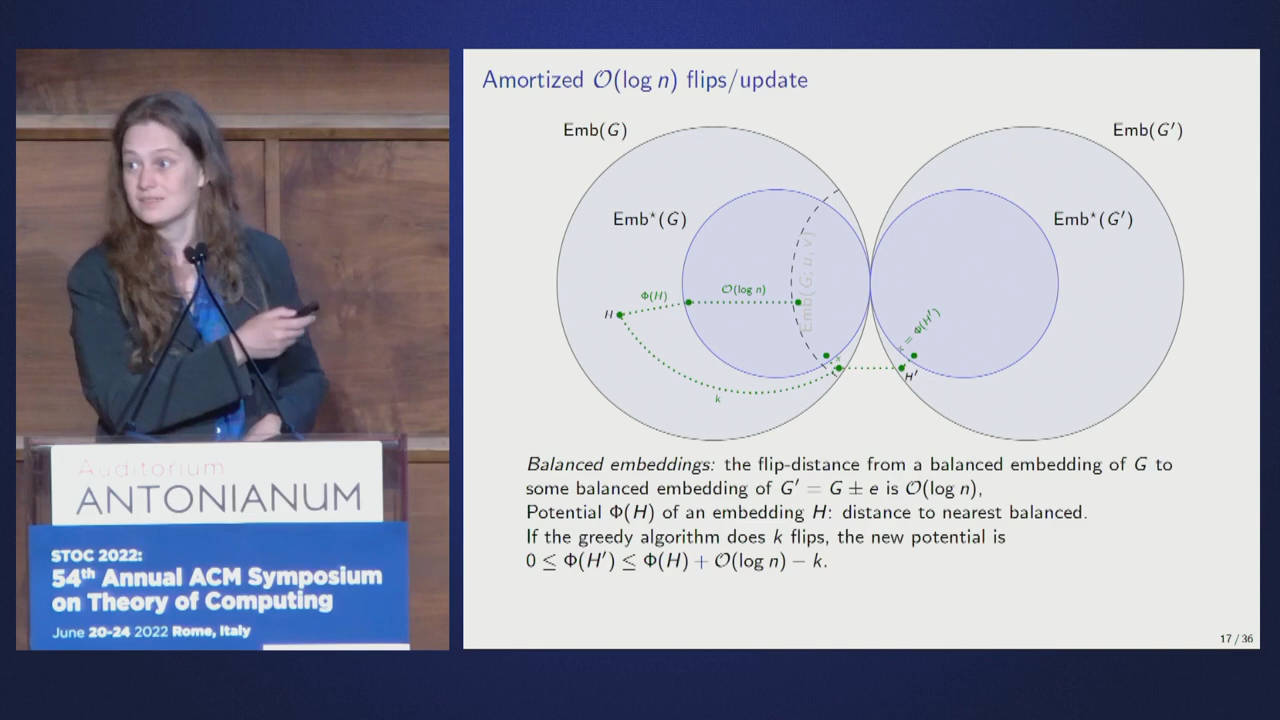 Auditorium
ANTONIANUM
STOC 2022:
54th Annual ACM Symposium
on Theory of Computing
June 20-24 2022 Rome, Italy
Amortized O(log n) flips/update
Emb(G)
Emb(G′)
Emb⋆(G)
Emb⋆(G′)
Emb(G; u, v)
Φ(H)
O(log n)
H
k
x
x = Φ(H′)
H′
Balanced embeddings: the flip-distance from a balanced embedding of G to
some balanced embedding of G′ = G ± e is O(log n),
Potential Φ(H) of an embedding H: distance to nearest balanced.
If the greedy algorithm does k flips, the new potential is
0 ≤ Φ(H′) ≤ Φ(H) + O(log n) − k.
17 / 36